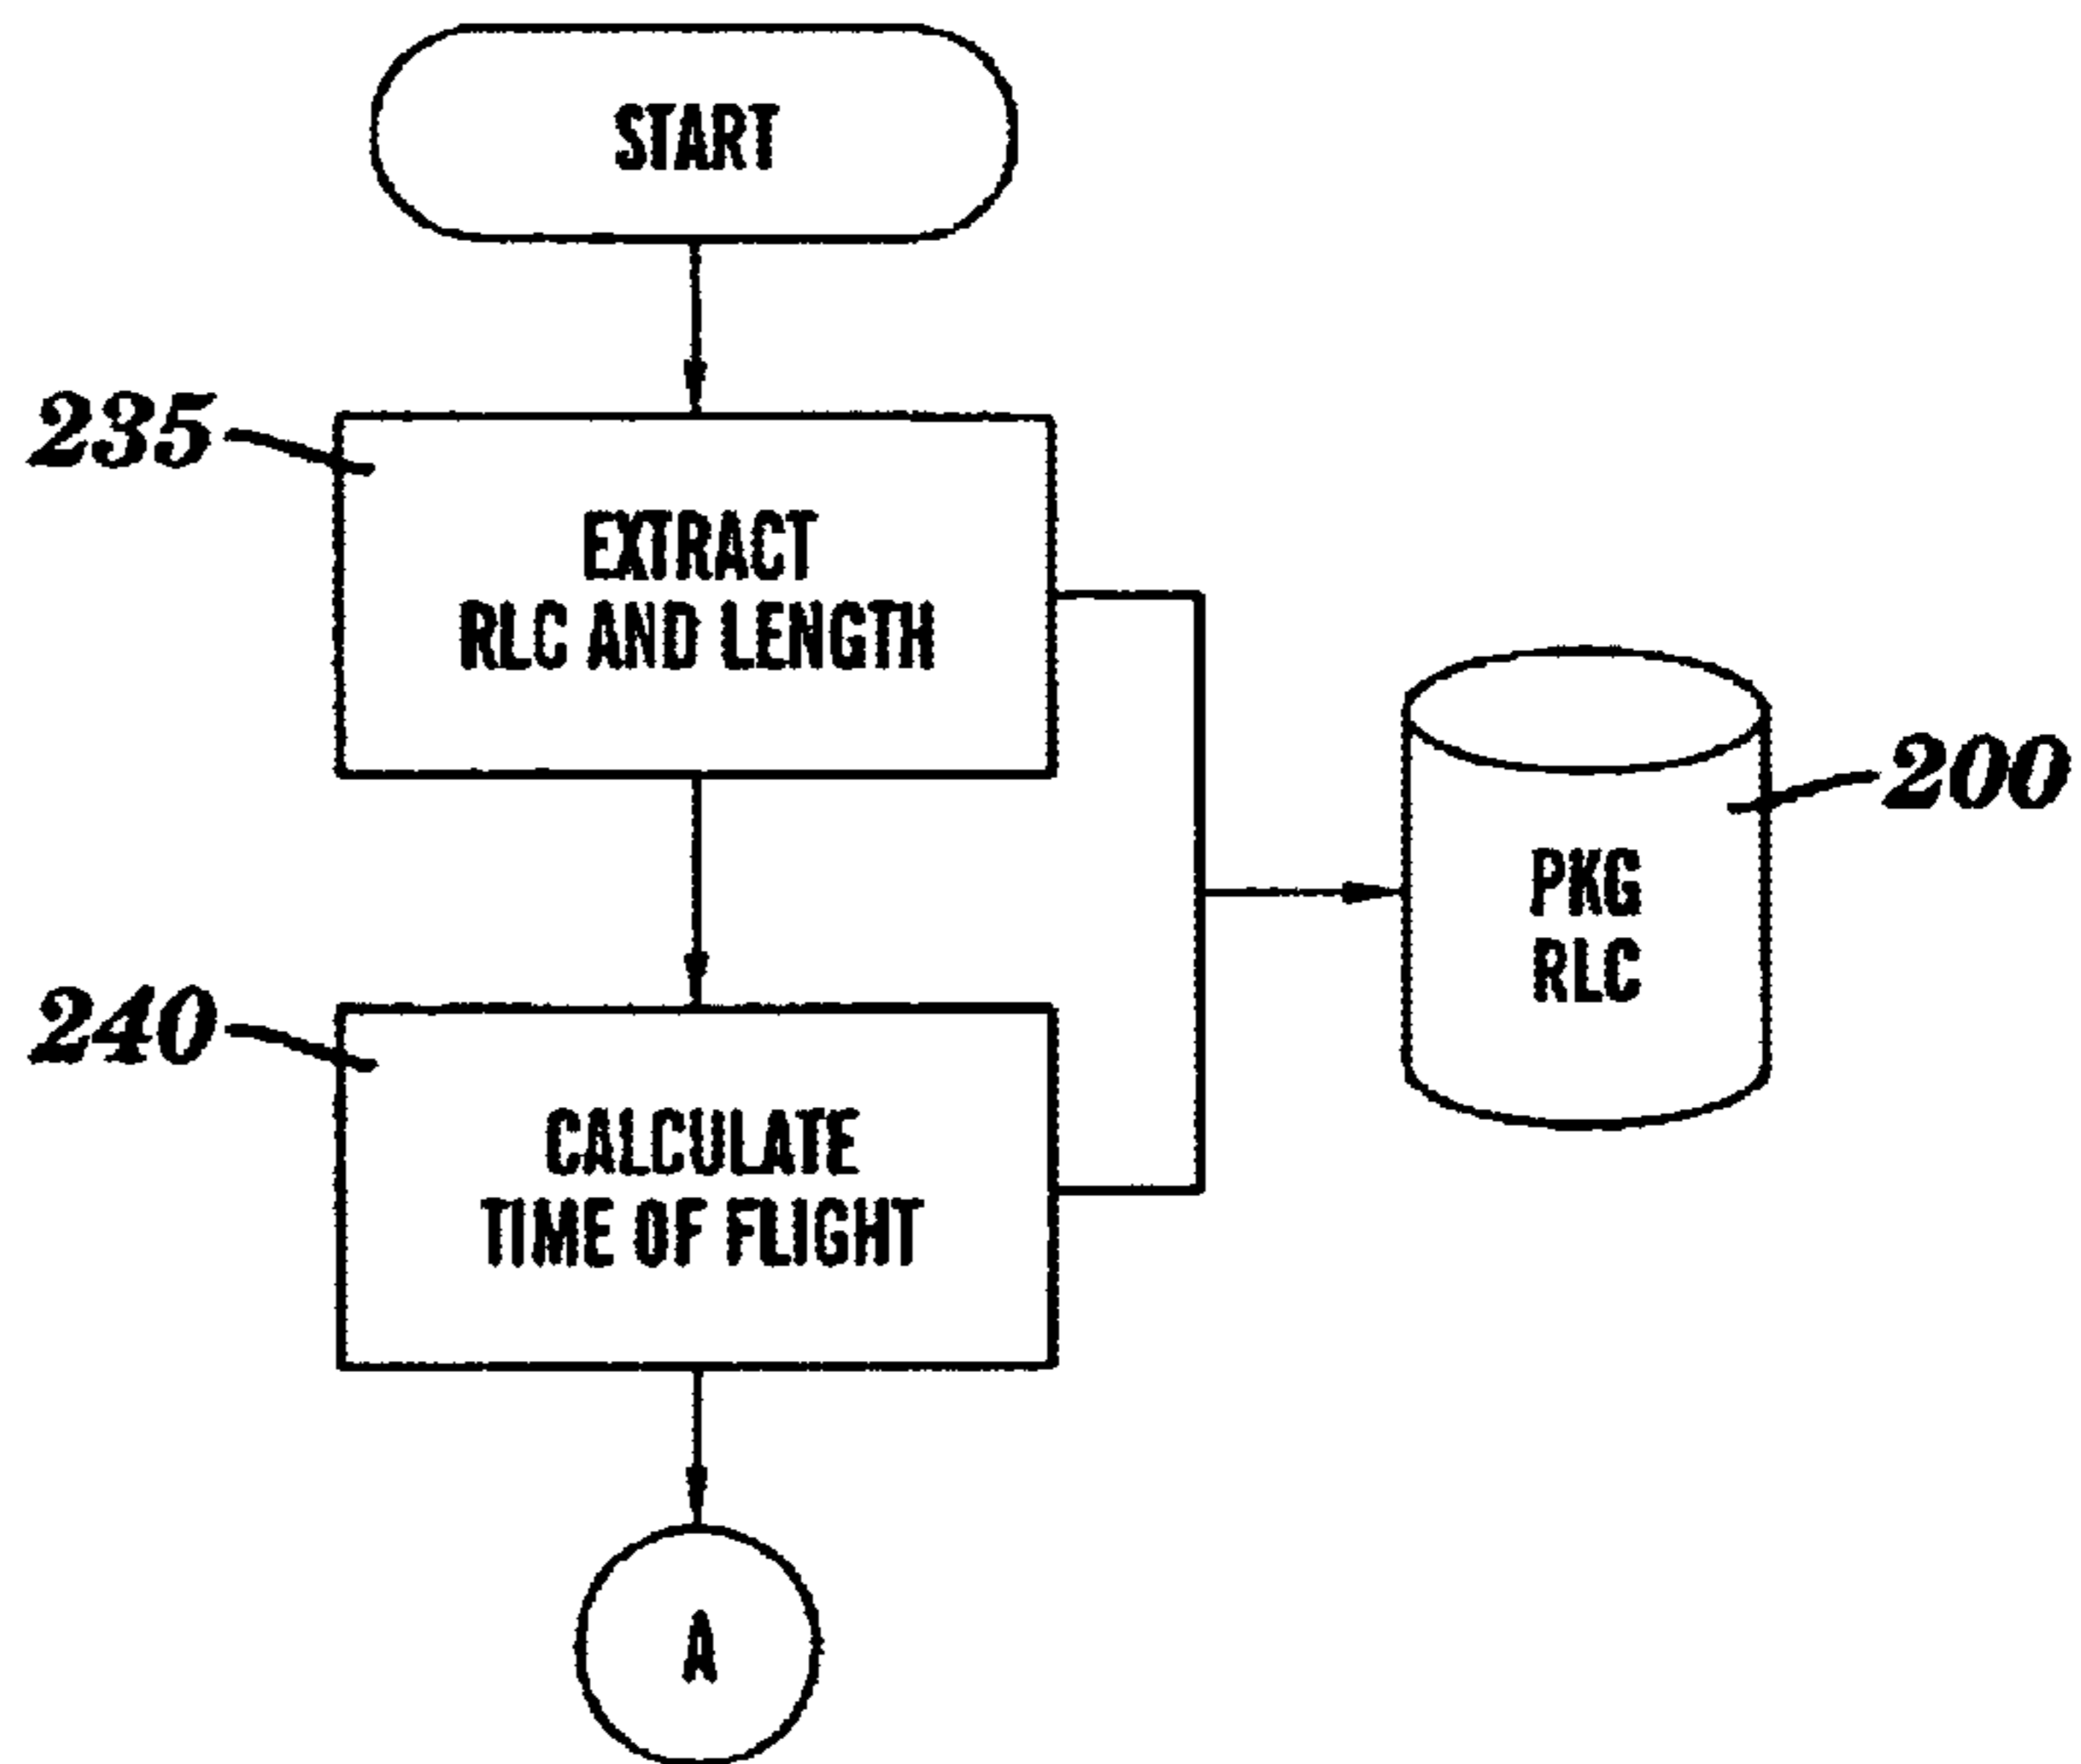 START
235
EXTRACT
RLC AND LENGTH
200
PKG
RLC
240
CALCULATE
TIME OF FLIGHT
A